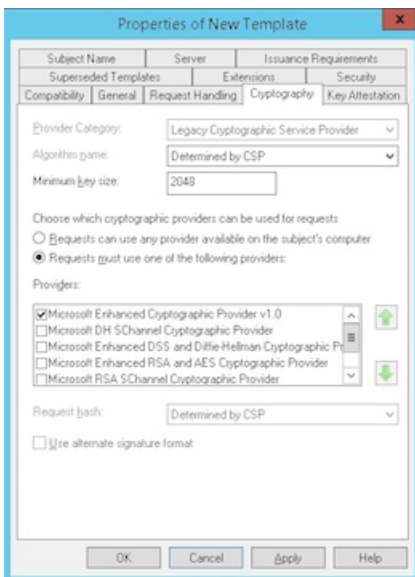 Properties of New Template
x
Subject Name Server Issuance Requirements
Superseded Templates Extensions Security
Compatibility General Request Handling Cryptography Key Attestation
Provider Category: Legacy Cryptographic Service Provider
Algorithm name: Determined by CSP
Minimum key size: 2048
Choose which cryptographic providers can be used for requests
Requests can use any provider available on the subject's computer
Requests must use one of the following providers:
Providers:
Microsoft Enhanced Cryptographic Provider v1.0
Microsoft DH SChannel Cryptographic Provider
Microsoft Enhanced DSS and Diffie-Hellman Cryptographic Pr
Microsoft Enhanced RSA and AES Cryptographic Provider
Microsoft RSA SChannel Cryptographic Provider
Request hash: Determined by CSP
Use alternate signature format
OK Cancel Apply Help